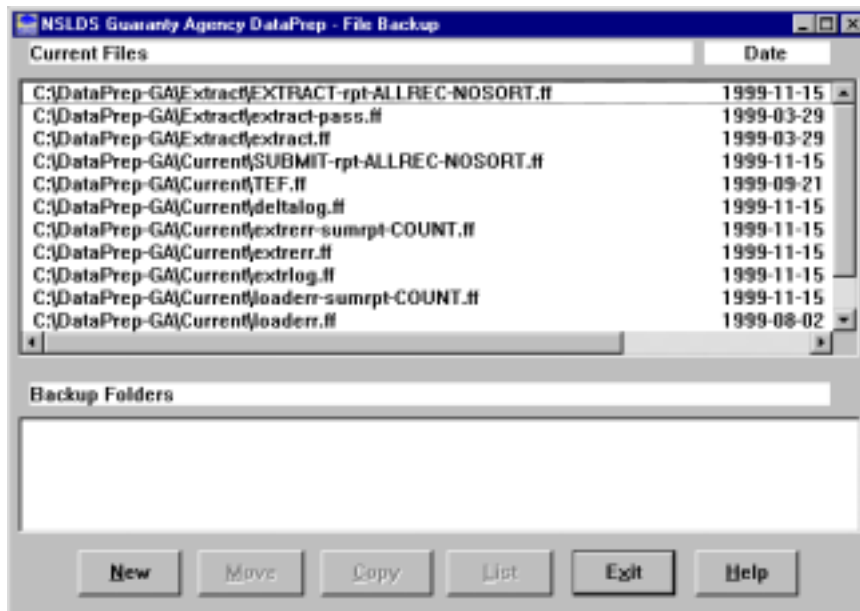 NSLDS Guaranty Agency DataPrep - File Backup
Current Files Date
C:\DataPrep-GA\Extract\EXTRACT-rpt-ALLREC-NOSORT.ff 1999-11-15
C:\DataPrep-GA\Extract\extract-pass.ff 1999-03-29
C:\DataPrep-GA\Extract\extract.ff 1999-03-29
C:\DataPrep-GA\Current\SUBMIT-rpt-ALLREC-NOSORT.ff 1999-11-15
C:\DataPrep-GA\Current\TEF.ff 1999-09-21
C:\DataPrep-GA\Current\deltalog.ff 1999-11-15
C:\DataPrep-GA\Current\extrerr-sumrpt-COUNT.ff 1999-11-15
C:\DataPrep-GA\Current\extrerr.ff 1999-11-15
C:\DataPrep-GA\Current\extrlog.ff 1999-11-15
C:\DataPrep-GA\Current\loaderr-sumrpt-COUNT.ff 1999-11-15
C:\DataPrep-GA\Current\loaderr.ff 1999-08-02
Backup Folders
New Move Copy List Exit Help